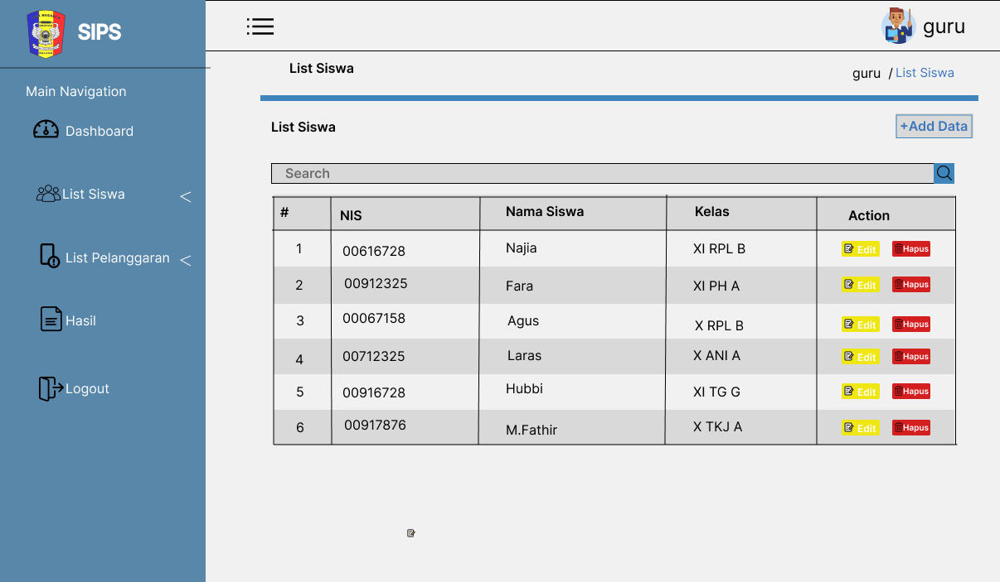 SIPS
guru
Main Navigation
Dashboard
List Siswa <
List Pelanggaran <
Hasil
Logout
List Siswa
guru / List Siswa
List Siswa
+Add Data
Search
# NIS Nama Siswa Kelas Action
1 00616728 Najia XI RPL B Edit Hapus
2 00912325 Fara XI PH A Edit Hapus
3 00067158 Agus X RPL B Edit Hapus
4 00712325 Laras X ANI A Edit Hapus
5 00916728 Hubbi XI TG G Edit Hapus
6 00917876 M.Fathir X TKJ A Edit Hapus